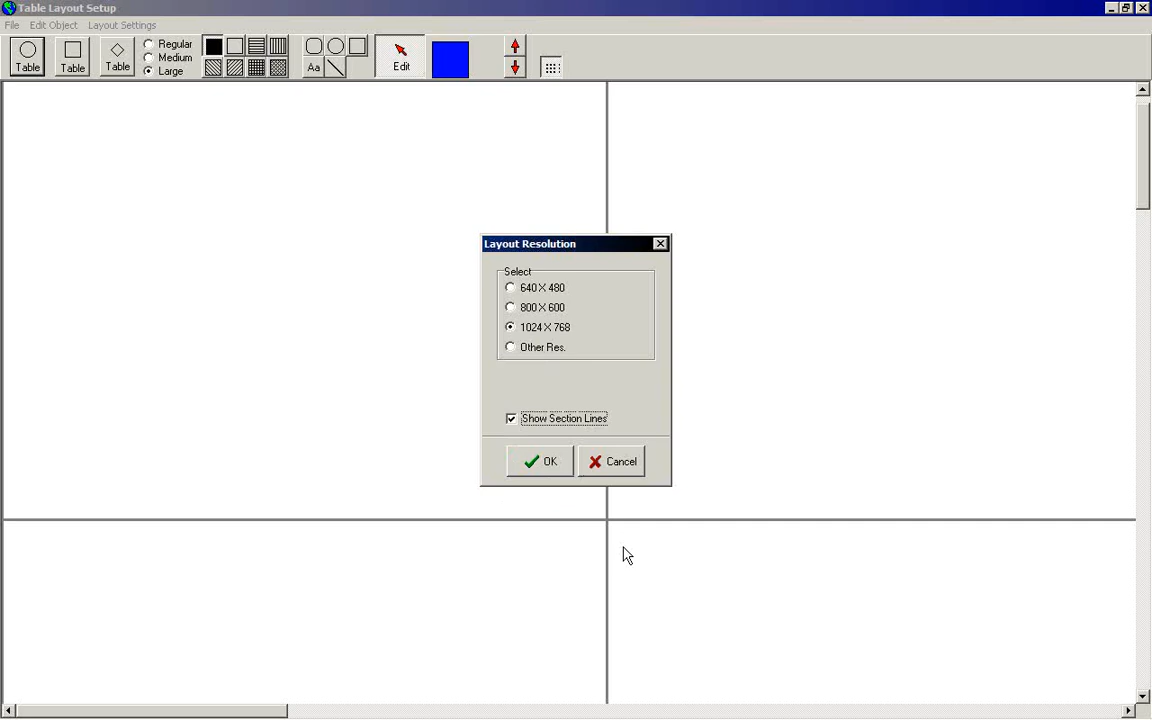 Table Layout Setup
File Edit Object Layout Settings
Table Table Table Regular Medium Large Aa Edit
Layout Resolution
Select
640 X 480
800 X 600
1024 X 768
Other Res.
Show Section Lines
OK Cancel